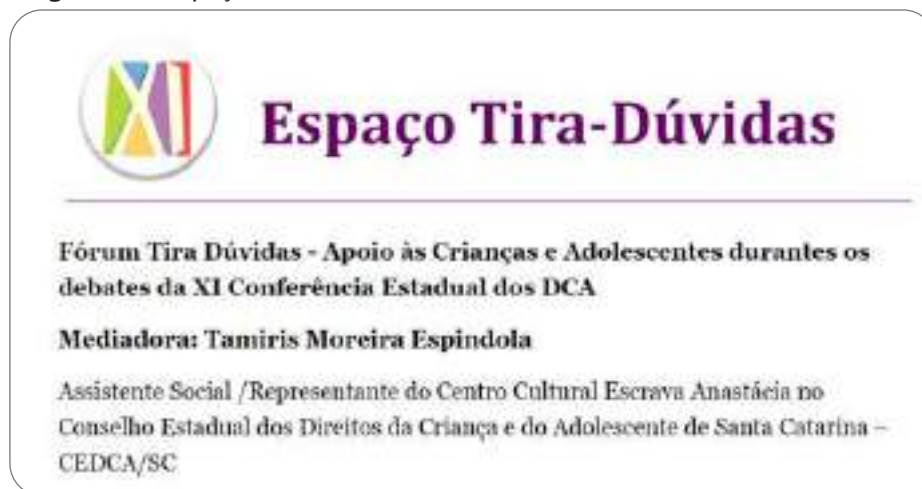 XI
Espaço Tira-Dúvidas
Fórum Tira Dúvidas - Apoio às Crianças e Adolescentes durantes os
debates da XI Conferência Estadual dos DCA
Mediadora: Tamiris Moreira Espindola
Assistente Social /Representante do Centro Cultural Escrava Anastácia no
Conselho Estadual dos Direitos da Criança e do Adolescente de Santa Catarina –
CEDCA/SC